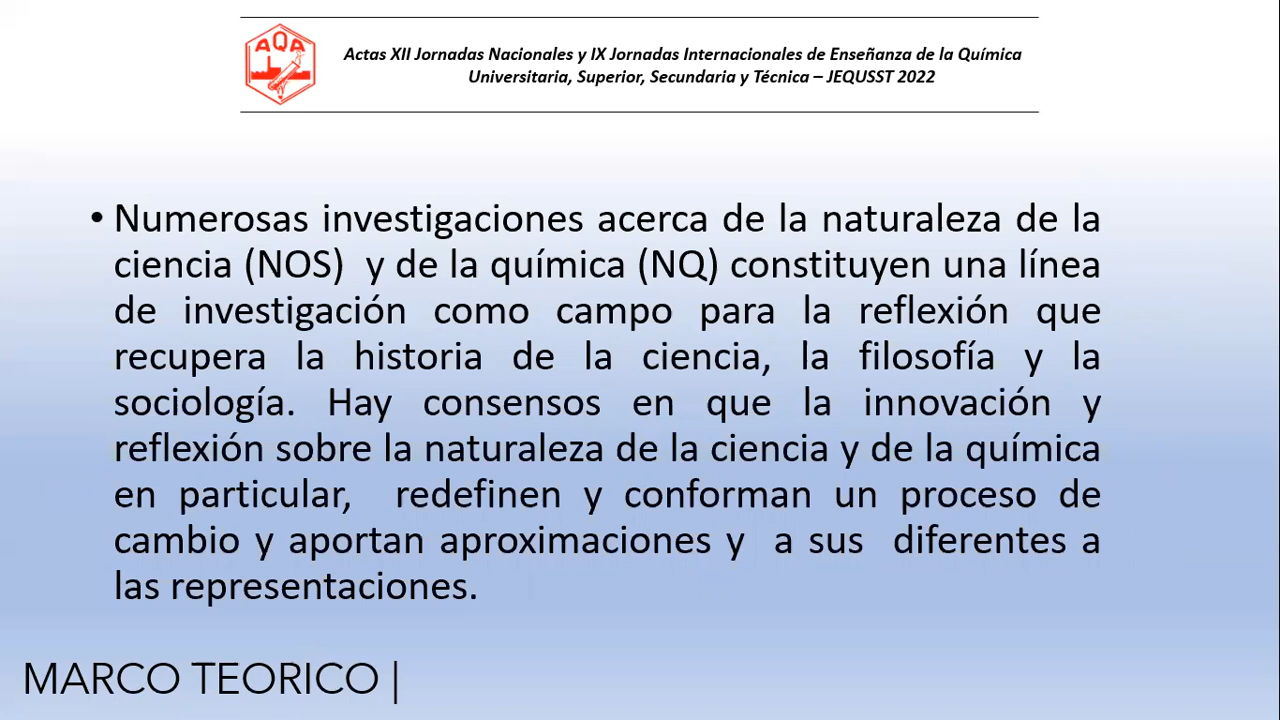 AQA
Actas XII Jornadas Nacionales y IX Jornadas Internacionales de Enseñanza de la Química
Universitaria, Superior, Secundaria y Técnica – JEQUSST 2022
• Numerosas investigaciones acerca de la naturaleza de la
ciencia (NOS) y de la química (NQ) constituyen una línea
de investigación como campo para la reflexión que
recupera la historia de la ciencia, la filosofía y la
sociología. Hay consensos en que la innovación y
reflexión sobre la naturaleza de la ciencia y de la química
en particular, redefinen y conforman un proceso de
cambio y aportan aproximaciones y a sus diferentes a
las representaciones.
MARCO TEORICO |